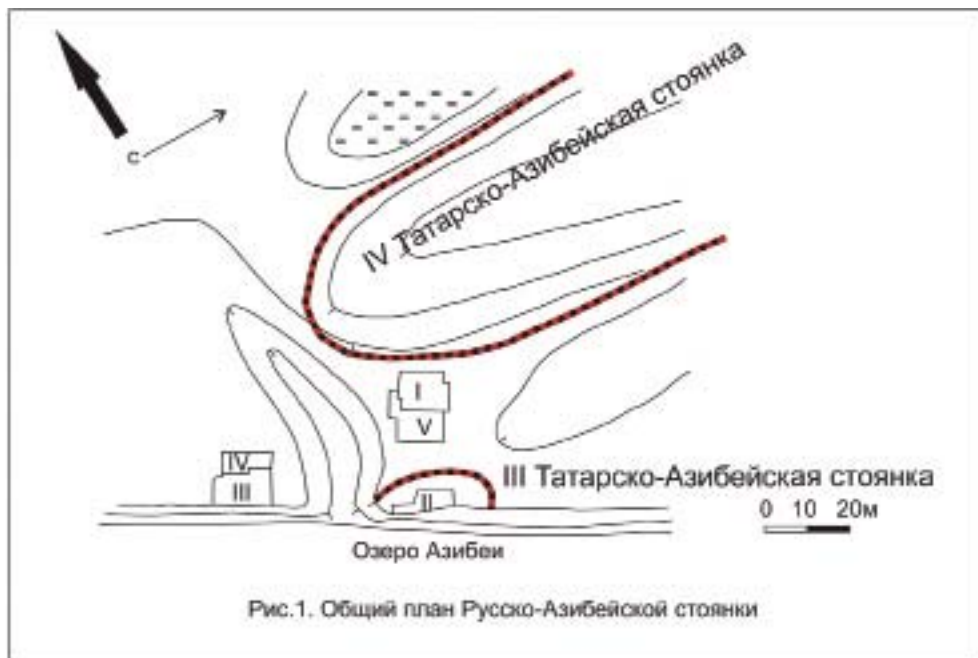 с
IV Татарско-Азибейская стоянка
I
V
IV
III
II
III Татарско-Азибейская стоянка
0 10 20м
Озеро Азибеи
Рис.1. Общий план Русско-Азибейской стоянки